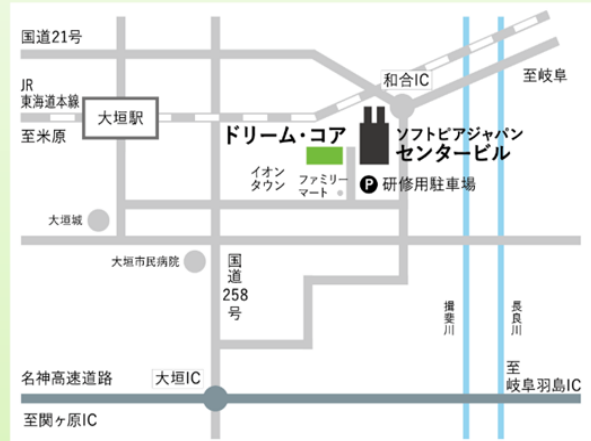 国道21号
和合IC
至岐阜
JR
東海道本線
大垣駅
至米原
ドリーム・コア
ソフトピアジャパン
センタービル
イオン
タウン
ファミリー
マート
P 研修用駐車場
大垣城
大垣市民病院
国道258号
揖斐川
長良川
名神高速道路
大垣IC
至
岐阜羽島IC
至関ヶ原IC